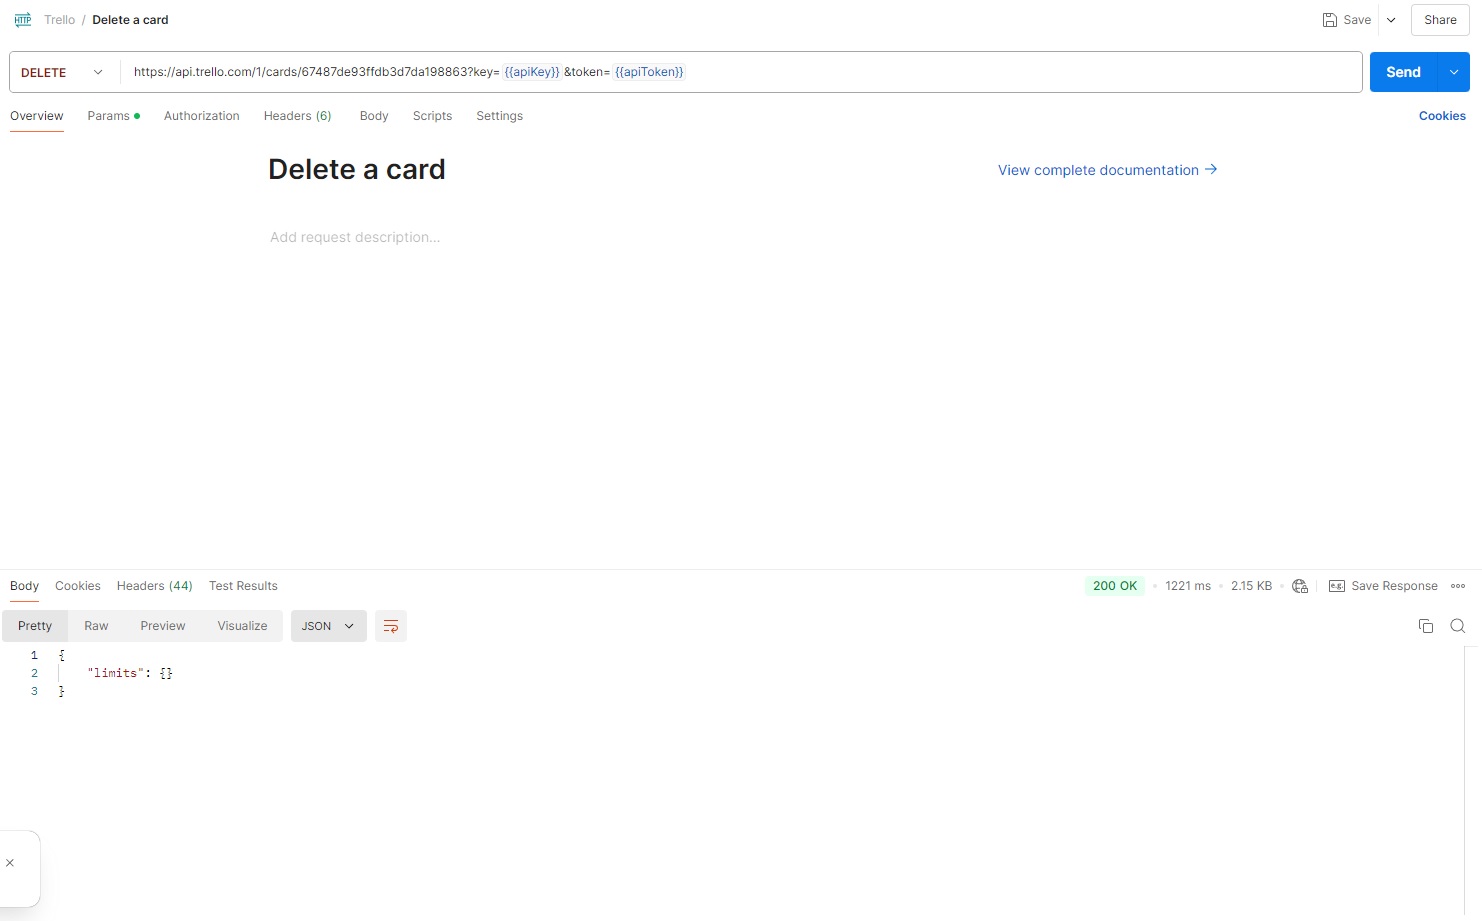 HTTP Trello / Delete a card Save Share
DELETE https://api.trello.com/1/cards/67487de93ffdb3d7da198863?key= {{apiKey}} &token= {{apiToken}} Send
Overview Params Authorization Headers (6) Body Scripts Settings Cookies
Delete a card View complete documentation →
Add request description...
Body Cookies Headers (44) Test Results 200 OK • 1221 ms • 2.15 KB • e.g. Save Response
Pretty Raw Preview Visualize JSON
1 {
2 "limits": {}
3 }